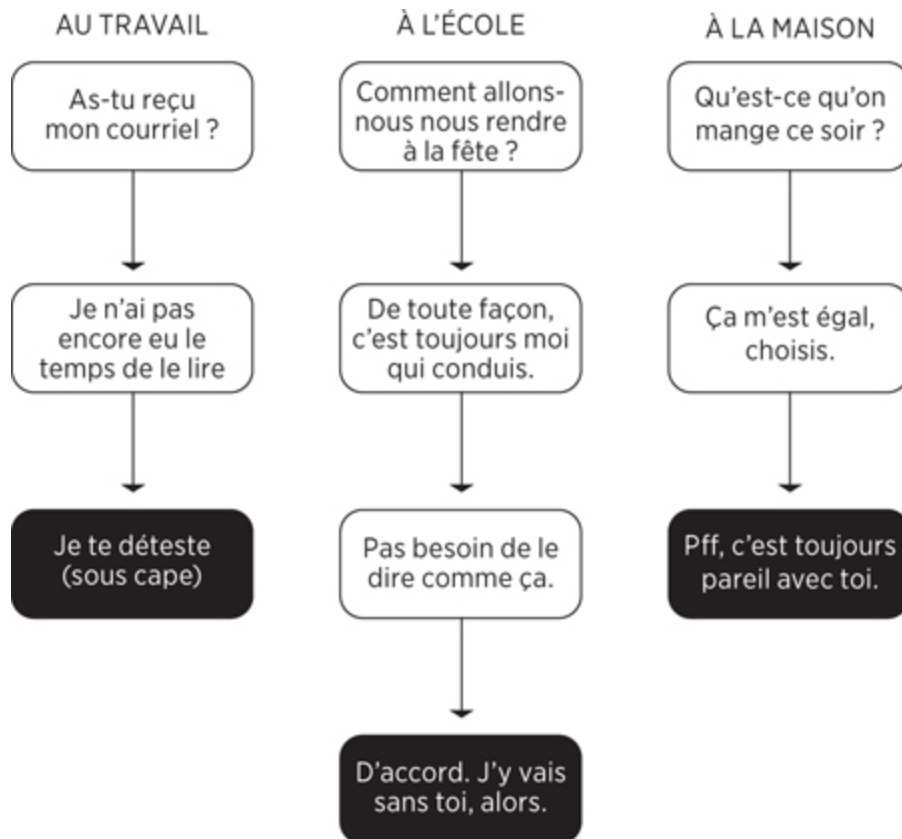 AU TRAVAIL
As-tu reçu
mon courriel ?
Je n'ai pas
encore eu le
temps de le lire
Je te déteste
(sous cape)
À L'ÉCOLE
Comment allons-
nous nous rendre
à la fête ?
De toute façon,
c'est toujours moi
qui conduis.
Pas besoin de le
dire comme ça.
D'accord. J'y vais
sans toi, alors.
À LA MAISON
Qu'est-ce qu'on
mange ce soir ?
Ça m'est égal,
choisis.
Pff, c'est toujours
pareil avec toi.